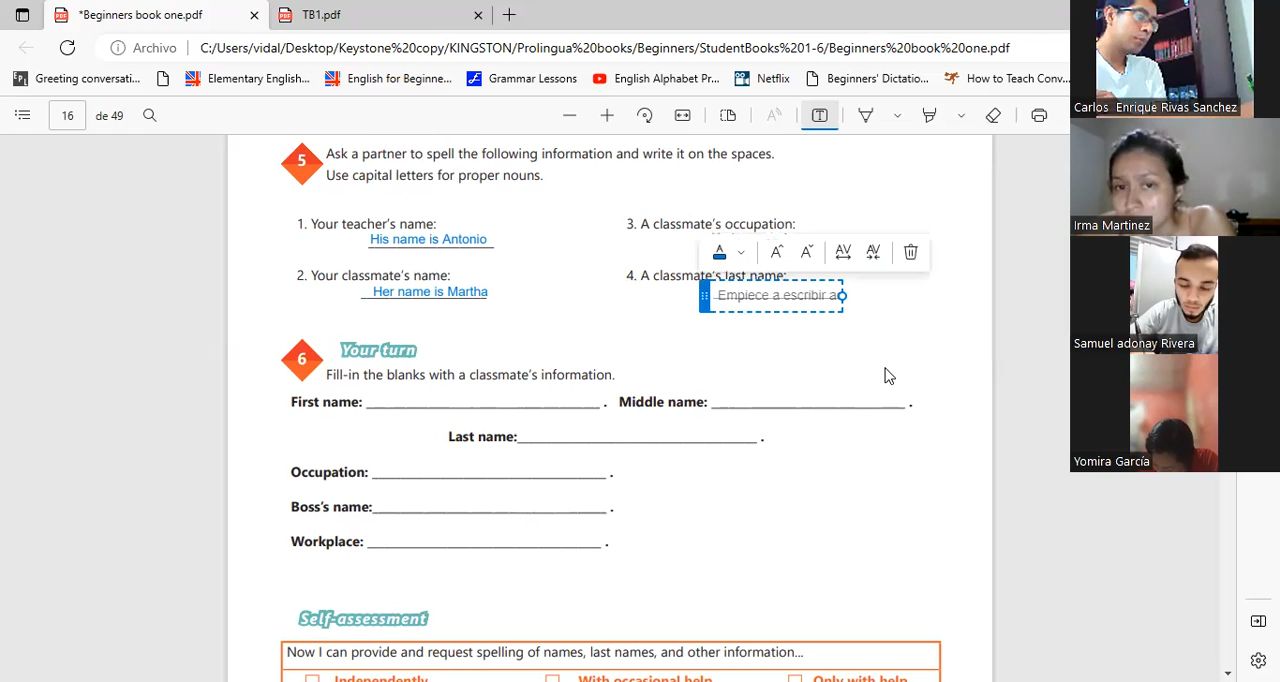 *Beginners book one.pdf
TB1.pdf
Archivo
C:/Users/vidal/Desktop/Keystone%20copy/KINGSTON/Prolingua%20books/Beginners/StudentBooks%201-6/Beginners%20book%20one.pdf
Greeting conversati...
Elementary English...
English for Beginne...
Grammar Lessons
English Alphabet Pr...
Netflix
Beginners' Dictatio...
How to Teach Conv...
16
de 49
5
Ask a partner to spell the following information and write it on the spaces.
Use capital letters for proper nouns.
1. Your teacher's name:
His name is Antonio
2. Your classmate's name:
Her name is Martha
3. A classmate's occupation:
4. A classmate's last name:
Empiece a escribir a
6
Your turn
Fill-in the blanks with a classmate's information.
First name: . Middle name: .
Last name: .
Occupation: .
Boss's name: .
Workplace: .
Self-assessment
Now I can provide and request spelling of names, last names, and other information...
Independently
With occasional help
Only with help
Carlos Enrique Rivas Sanchez
Irma Martinez
Samuel adonay Rivera
Yomira García